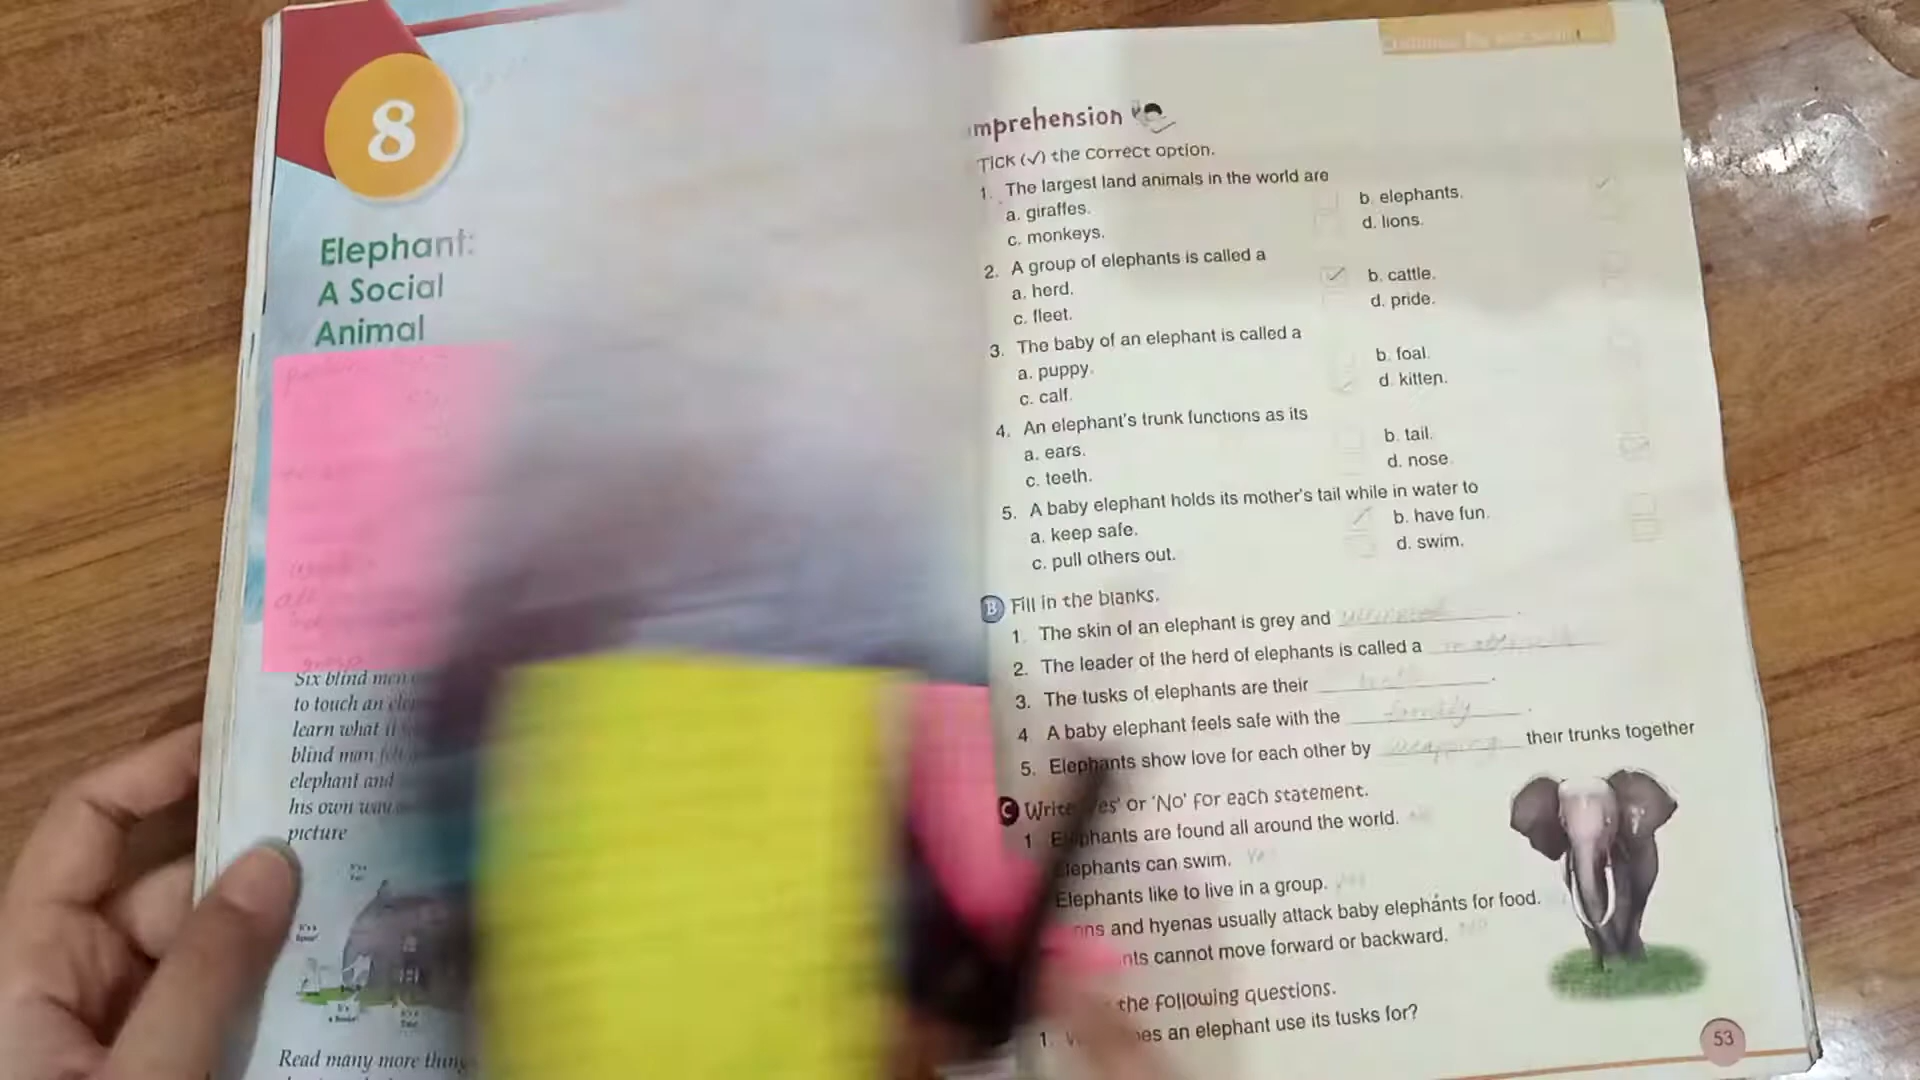 8
Elephant:
A Social
Animal
Six blind men
to touch an
learn what it
blind man
elephant and
his own way
picture
Read many more thing
mprehension
Tick (✓) the correct option.
1. The largest land animals in the world are
a. giraffes.
b. elephants.
c. monkeys.
d. lions.
2. A group of elephants is called a
a. herd.
b. cattle.
c. fleet.
d. pride.
3. The baby of an elephant is called a
a. puppy.
b. foal.
c. calf.
d. kitten.
4. An elephant's trunk functions as its
a. ears.
b. tail.
c. teeth.
d. nose.
5. A baby elephant holds its mother's tail while in water to
a. keep safe.
b. have fun.
c. pull others out.
d. swim.
B Fill in the blanks.
1. The skin of an elephant is grey and
2. The leader of the herd of elephants is called a
3. The tusks of elephants are their
4 A baby elephant feels safe with the family.
5. Elephants show love for each other by their trunks together
C Write 'Yes' or 'No' for each statement.
1 Elephants are found all around the world.
Elephants can swim.
Elephants like to live in a group.
ons and hyenas usually attack baby elephants for food.
nts cannot move forward or backward.
the following questions.
1. es an elephant use its tusks for?
53